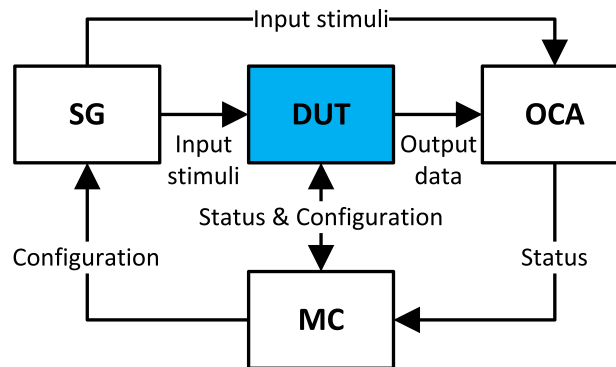 Input stimuli
SG
DUT
OCA
Input
stimuli
Output
data
Status & Configuration
Configuration
Status
MC